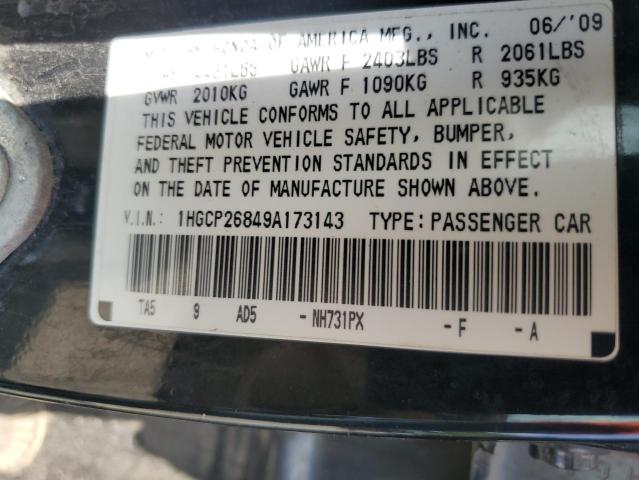 HONDA OF AMERICA MFG., INC. 06/'09
GAWR F 2403LBS R 2061LBS
GVWR 2010KG GAWR F 1090KG R 935KG
THIS VEHICLE CONFORMS TO ALL APPLICABLE
FEDERAL MOTOR VEHICLE SAFETY, BUMPER,
AND THEFT PREVENTION STANDARDS IN EFFECT
ON THE DATE OF MANUFACTURE SHOWN ABOVE.
V.I.N.: 1HGCP26849A173143 TYPE: PASSENGER CAR
TA5 9 AD5 - NH731PX - F - A